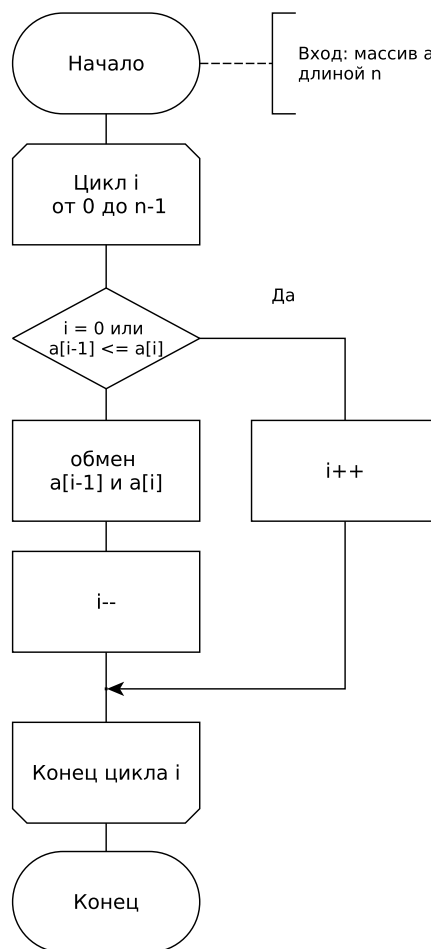 Начало
Вход: массив a
длиной n
Цикл i
от 0 до n-1
Да
i = 0 или
a[i-1] <= a[i]
обмен
a[i-1] и a[i]
i++
i--
Конец цикла i
Конец